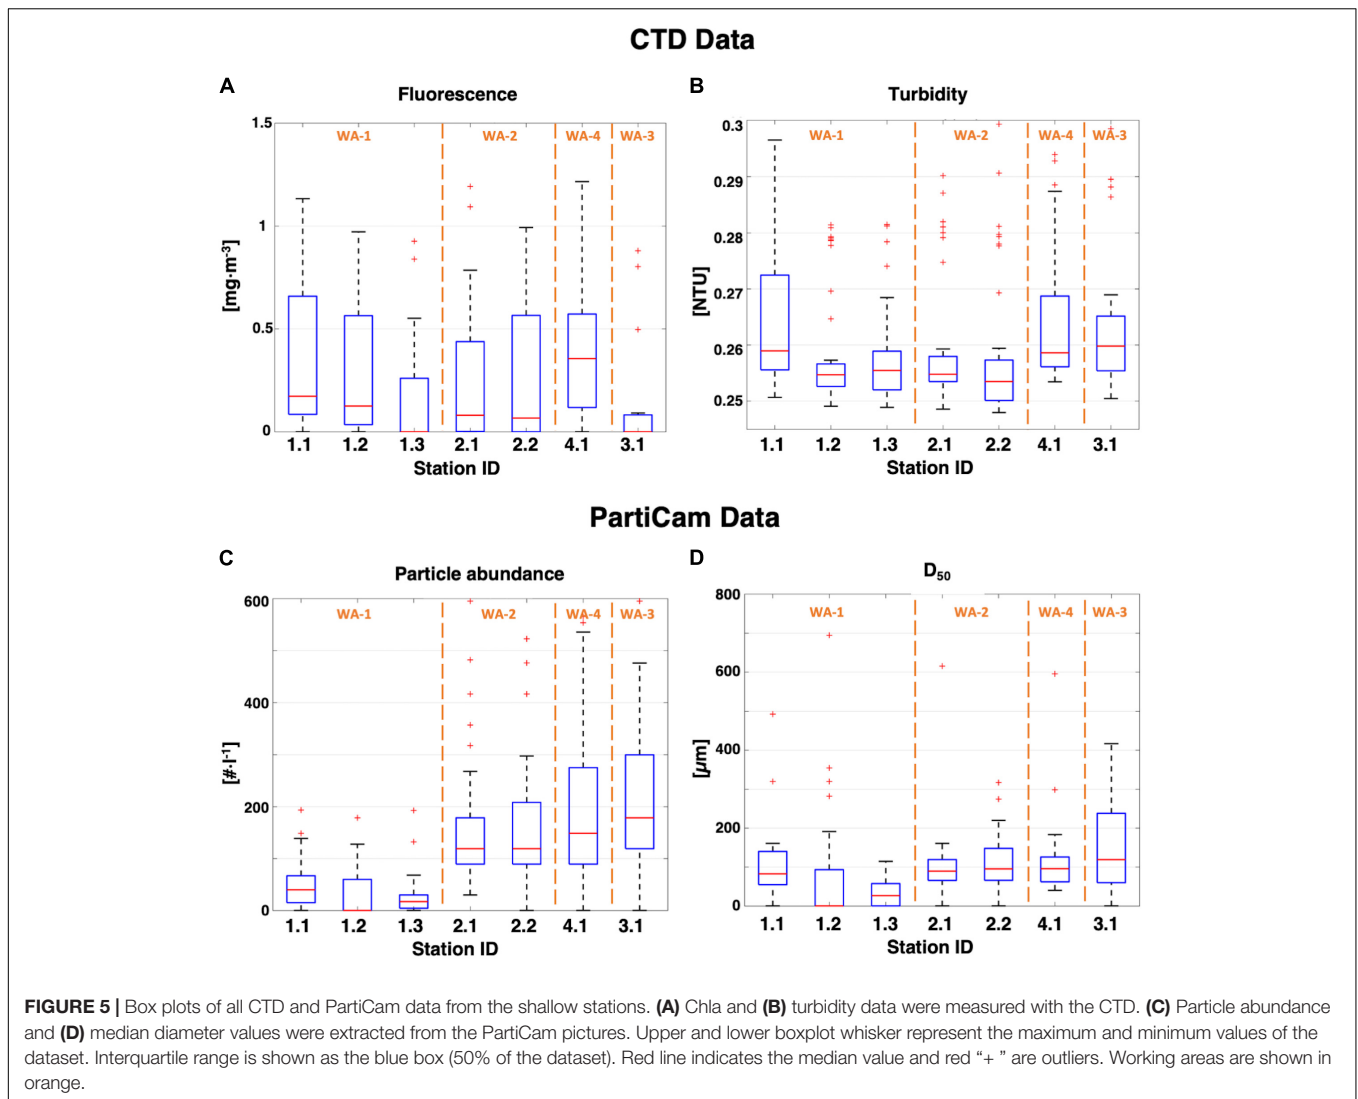 CTD Data
A
Fluorescence
WA-1 WA-2 WA-4 WA-3
1.5
1
0.5
0
[mg·m-3]
1.1 1.2 1.3 2.1 2.2 4.1 3.1
Station ID
B
Turbidity
WA-1 WA-2 WA-4 WA-3
0.3
0.29
0.28
0.27
0.26
0.25
[NTU]
1.1 1.2 1.3 2.1 2.2 4.1 3.1
Station ID
PartiCam Data
C
Particle abundance
WA-1 WA-2 WA-4 WA-3
600
400
200
0
[#·l-1]
1.1 1.2 1.3 2.1 2.2 4.1 3.1
Station ID
D
D50
WA-1 WA-2 WA-4 WA-3
800
600
400
200
0
[µm]
1.1 1.2 1.3 2.1 2.2 4.1 3.1
Station ID
FIGURE 5 | Box plots of all CTD and PartiCam data from the shallow stations. (A) Chla and (B) turbidity data were measured with the CTD. (C) Particle abundance
and (D) median diameter values were extracted from the PartiCam pictures. Upper and lower boxplot whisker represent the maximum and minimum values of the
dataset. Interquartile range is shown as the blue box (50% of the dataset). Red line indicates the median value and red “+ ” are outliers. Working areas are shown in
orange.